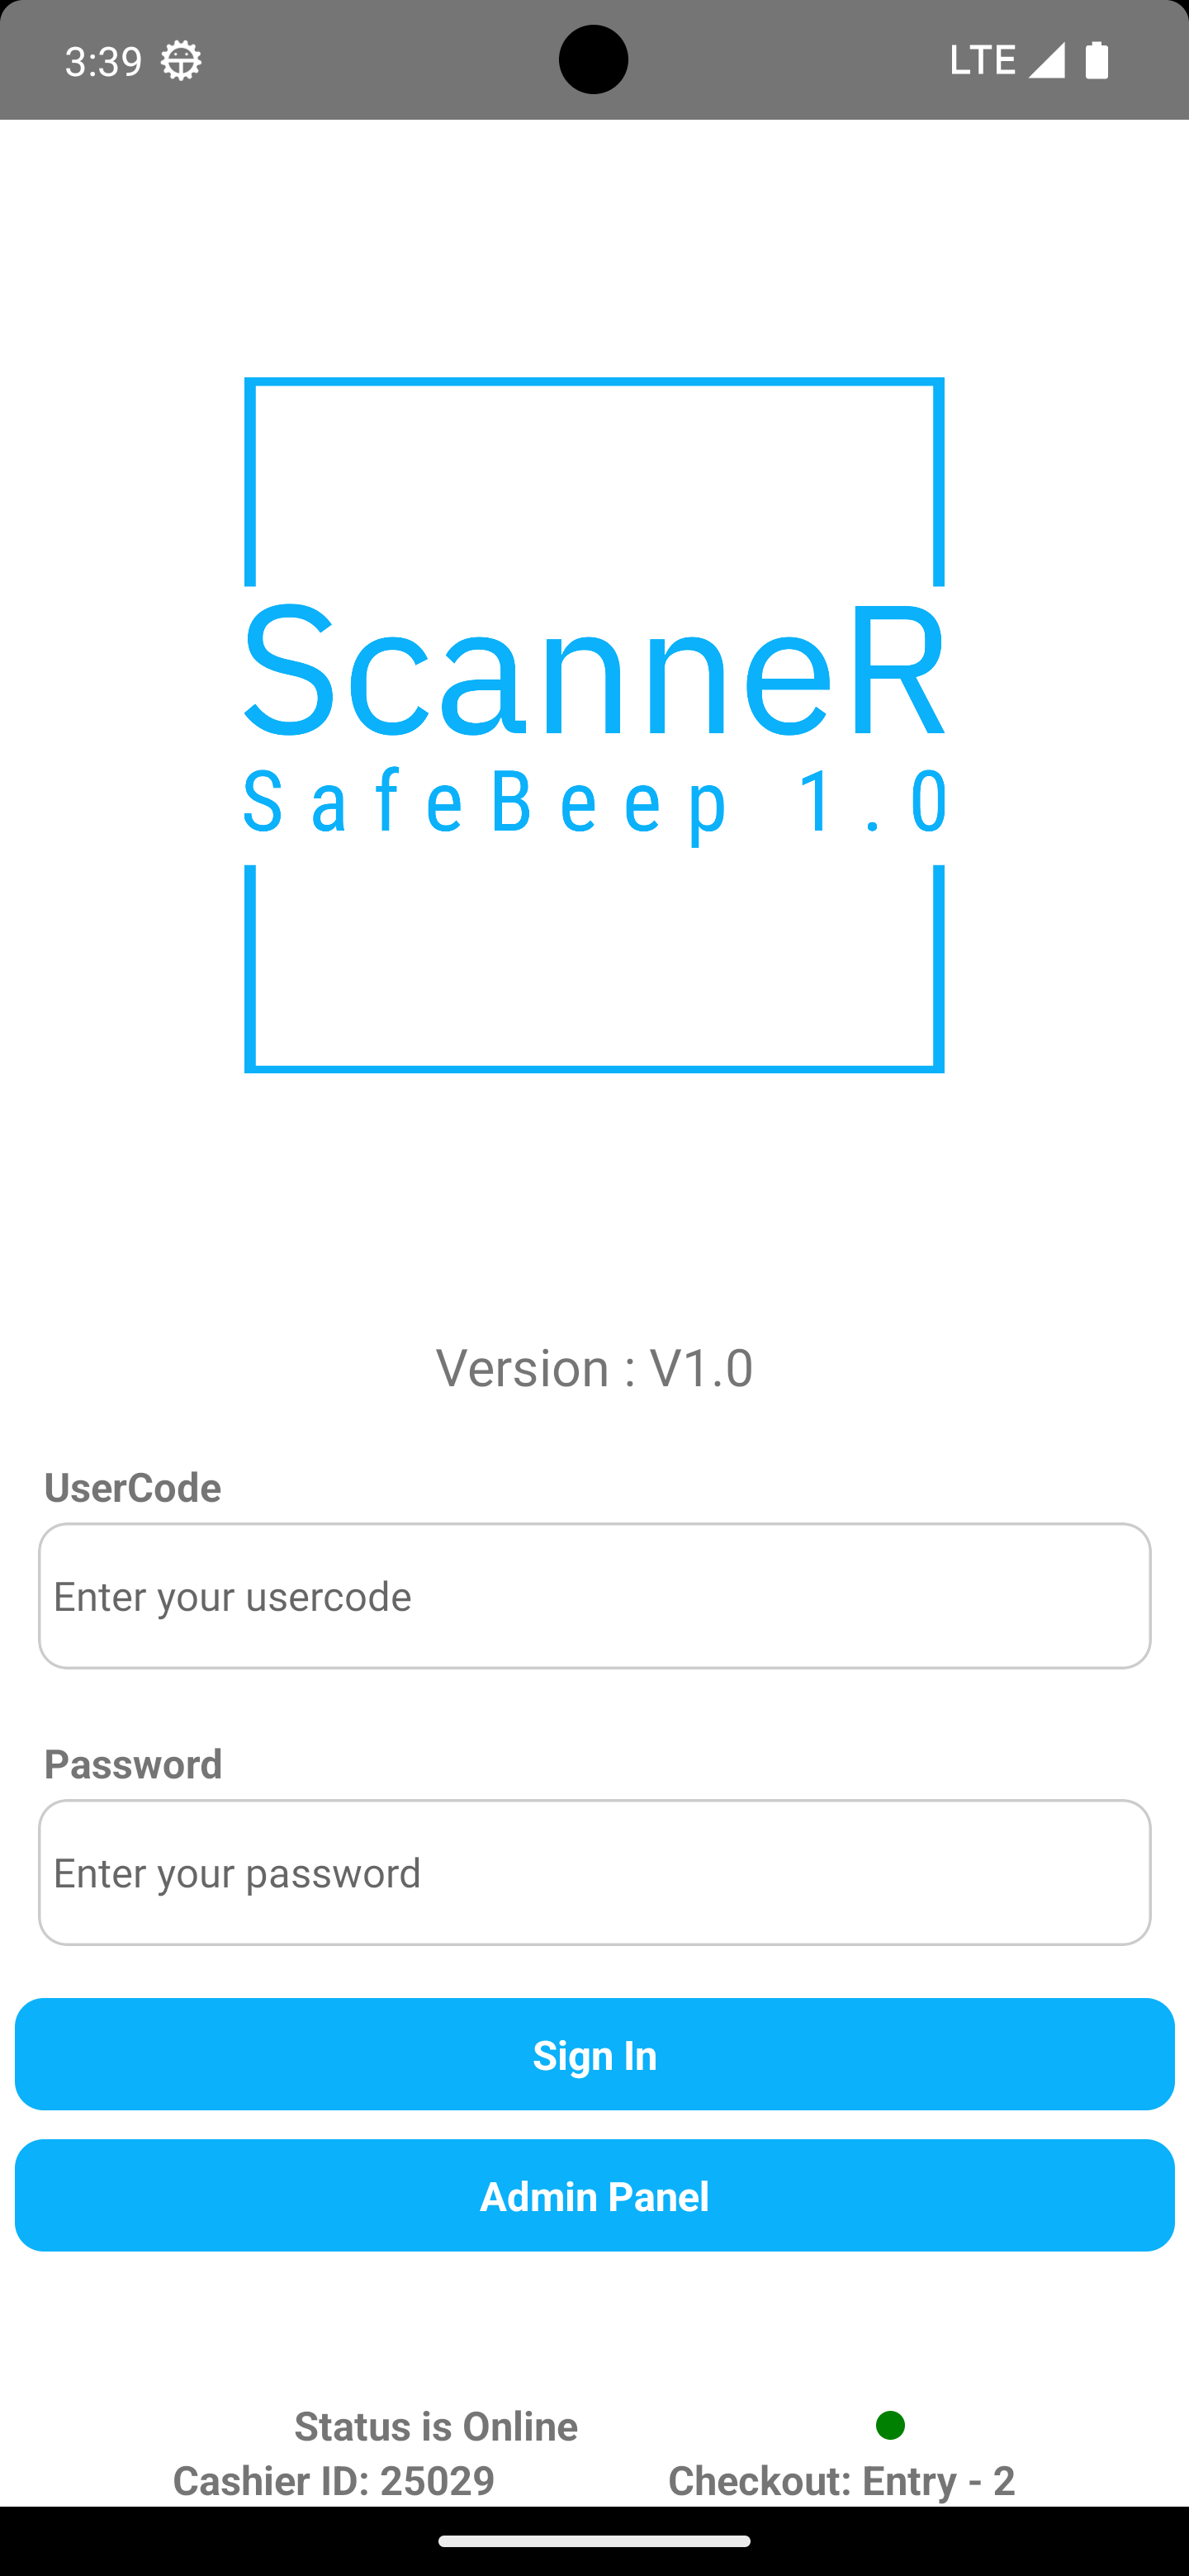 3:39 LTE
ScanneR
SafeBeep 1.0
Version : V1.0
UserCode
Enter your usercode
Password
Enter your password
Sign In
Admin Panel
Status is Online
Cashier ID: 25029 Checkout: Entry - 2